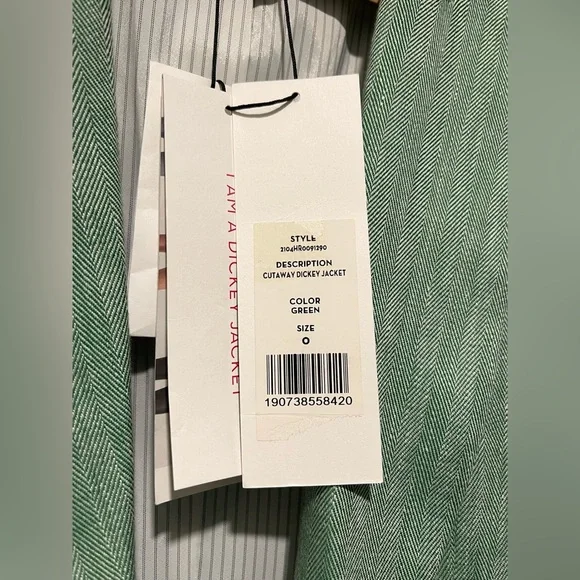 I AM A DICKEY JACKET
STYLE
2104HR0091290
DESCRIPTION
CUTAWAY DICKEY JACKET
COLOR
GREEN
SIZE
0
190738558420